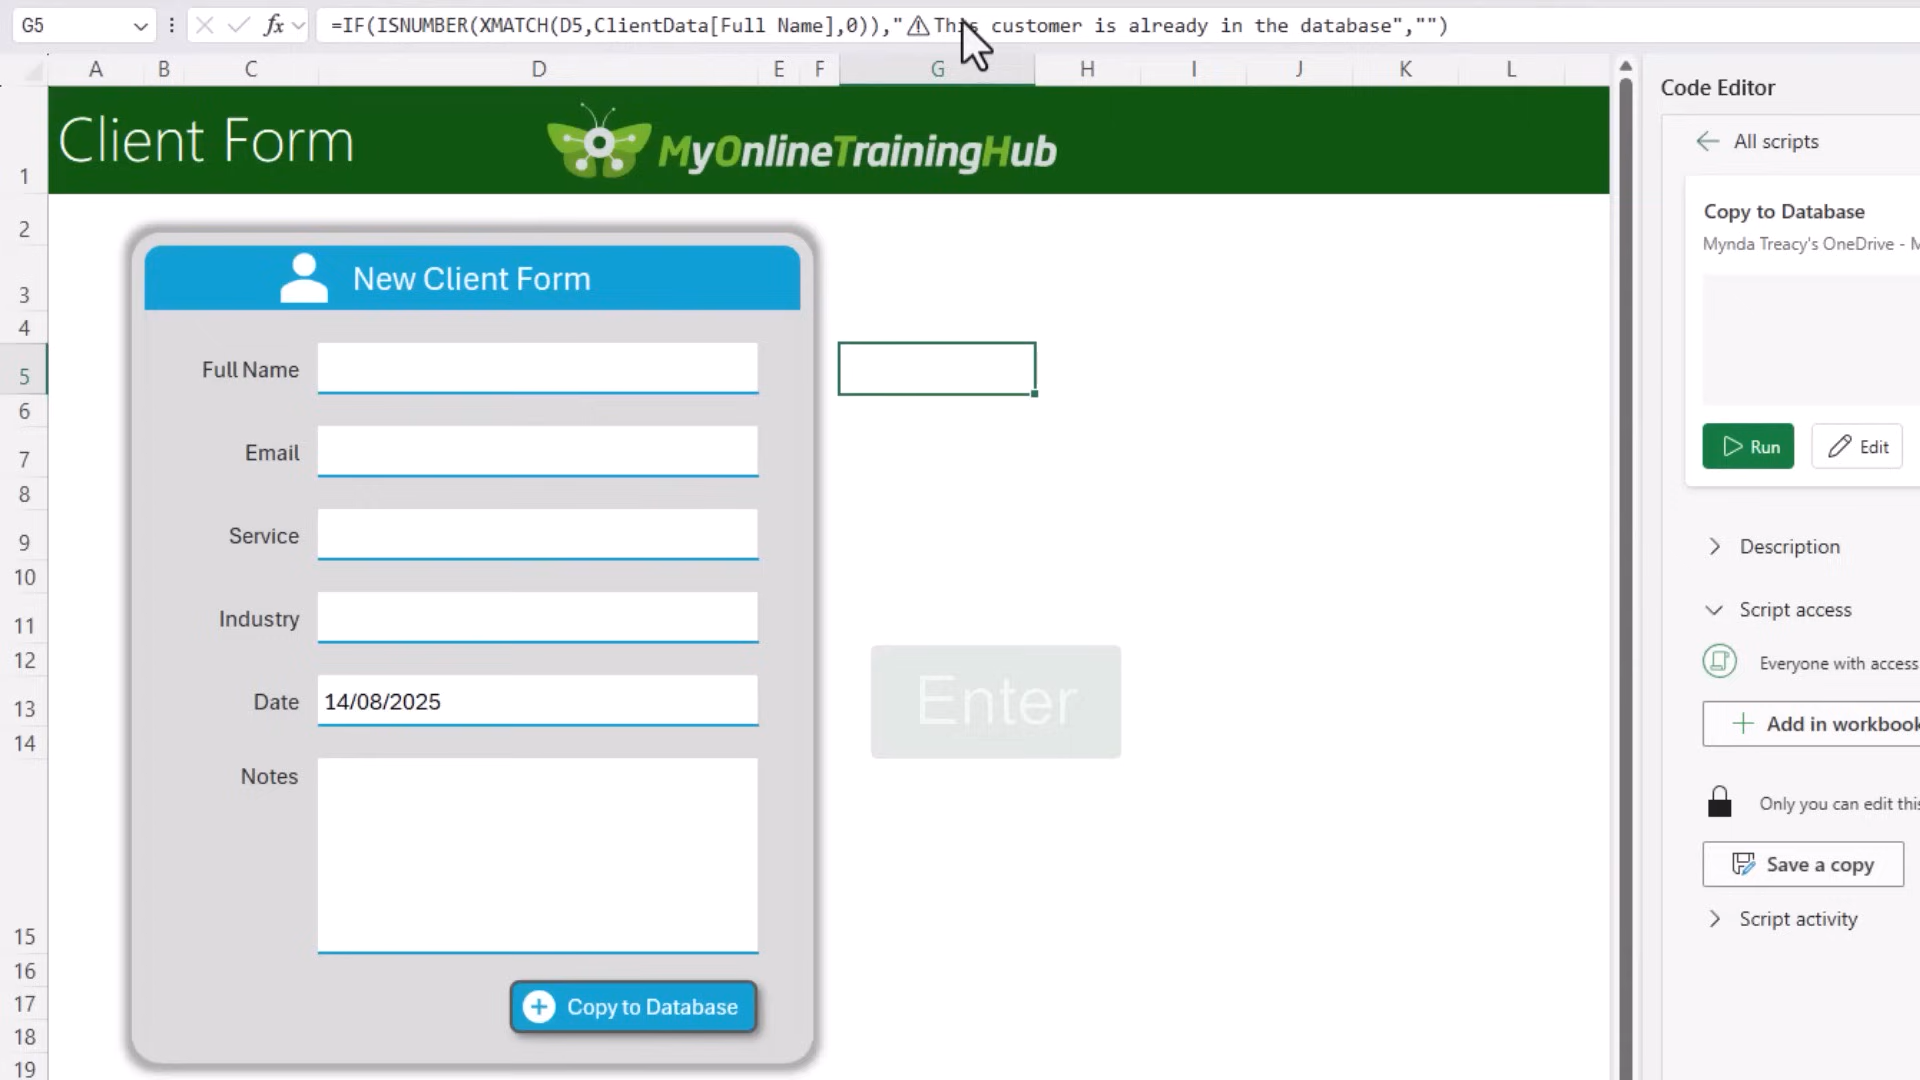 G5
fx
=IF(ISNUMBER(XMATCH(D5,ClientData[Full Name],0)),"⚠This customer is already in the database","")
A B C D E F G H I J K L
Client Form
MyOnlineTrainingHub
1
2
3
4
5
6
7
8
9
10
11
12
13
14
15
16
17
18
19
New Client Form
Full Name
Email
Service
Industry
Date 14/08/2025
Notes
Copy to Database
Enter
Code Editor
All scripts
Copy to Database
Mynda Treacy's OneDrive - M
Run Edit
Description
Script access
Everyone with access
Add in workbook
Only you can edit this
Save a copy
Script activity